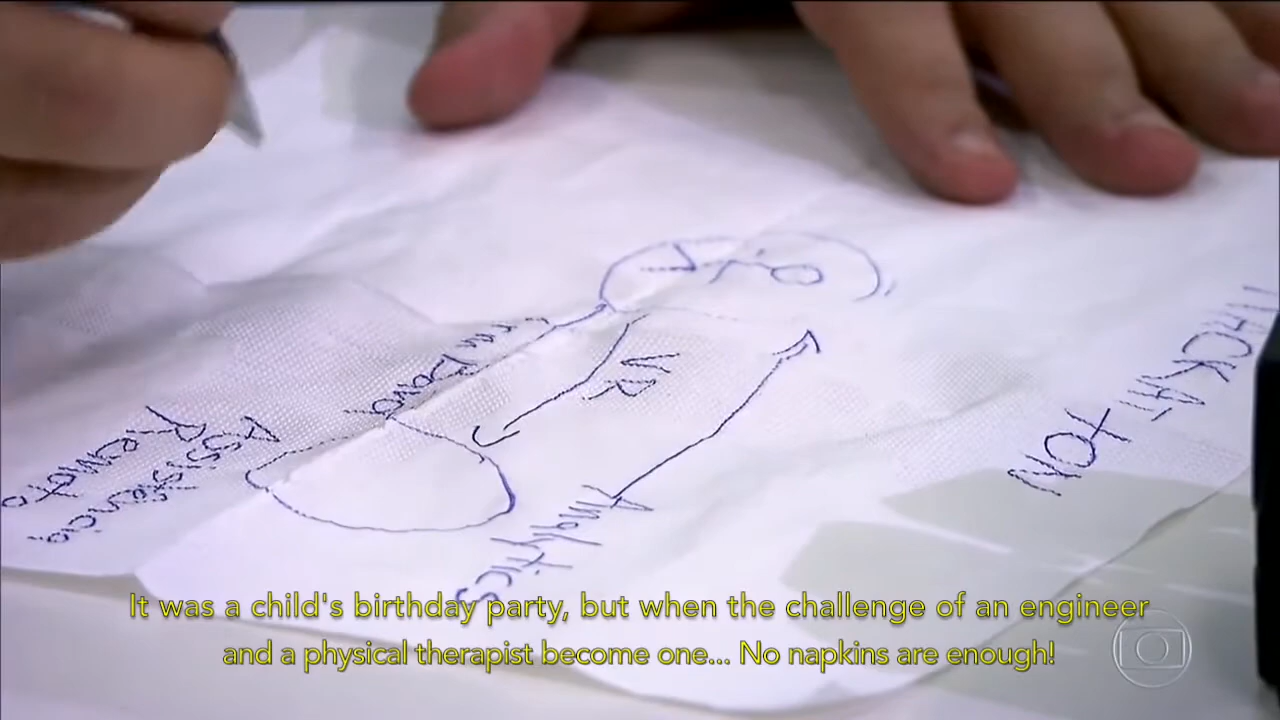 HACKATON
VR
Analytics
Assistência
Remota
It was a child's birthday party, but when the challenge of an engineer
and a physical therapist become one... No napkins are enough!